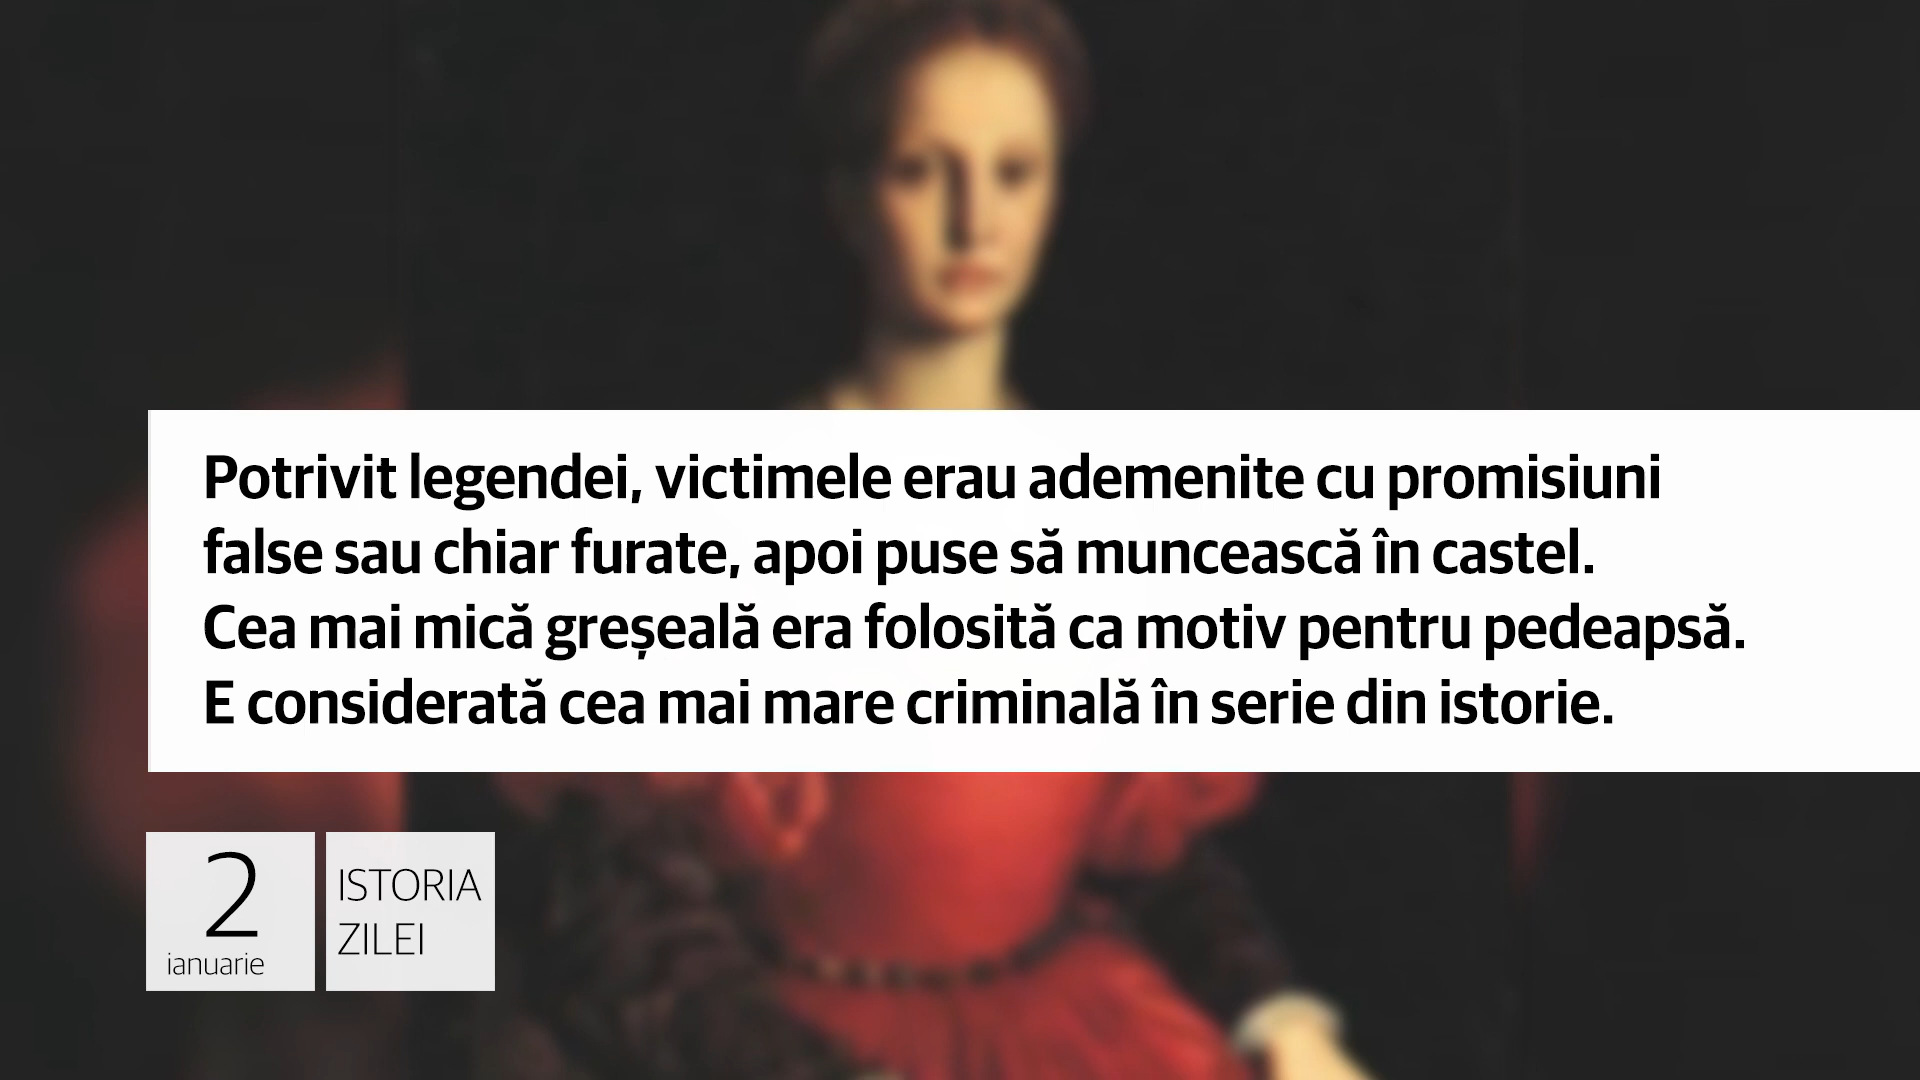 Potrivit legendei, victimele erau ademenite cu promisiuni
false sau chiar furate, apoi puse să muncească în castel.
Cea mai mică greșeală era folosită ca motiv pentru pedeapsă.
E considerată cea mai mare criminală în serie din istorie.
2
ianuarie
ISTORIA
ZILEI